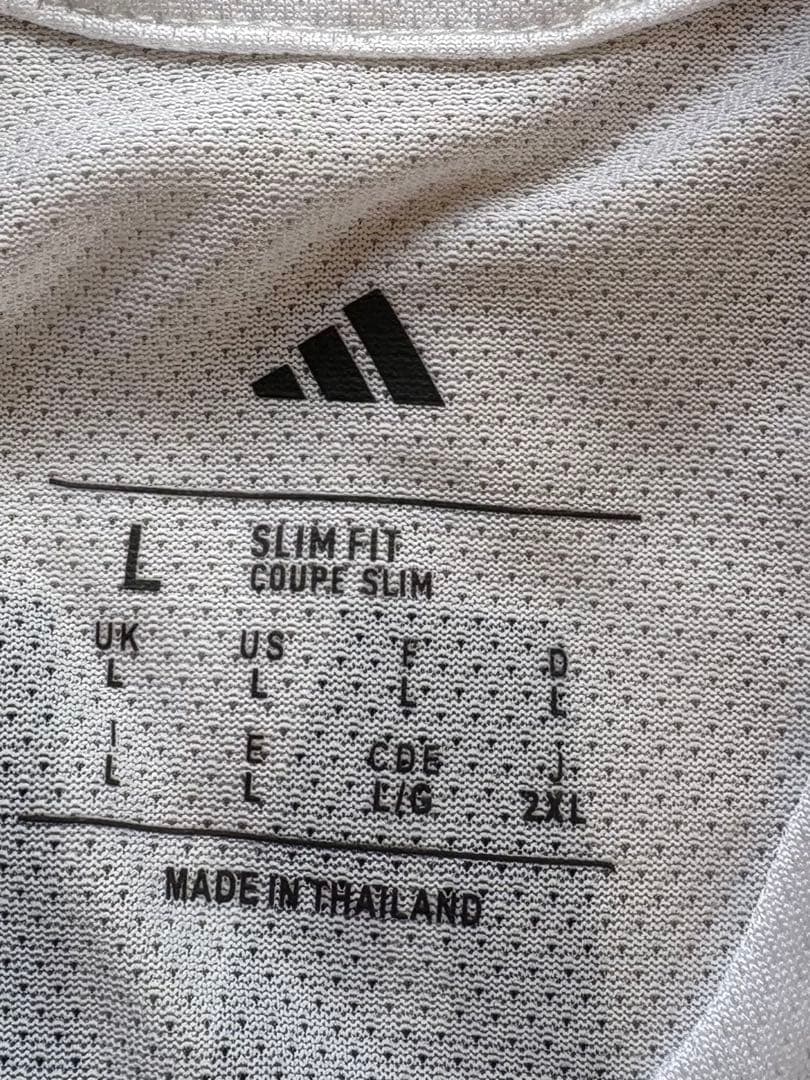 L
SLIM FIT
COUPE SLIM
UK US F D
L L L L
I E CDE J
L L L/G 2XL
MADE IN THAILAND